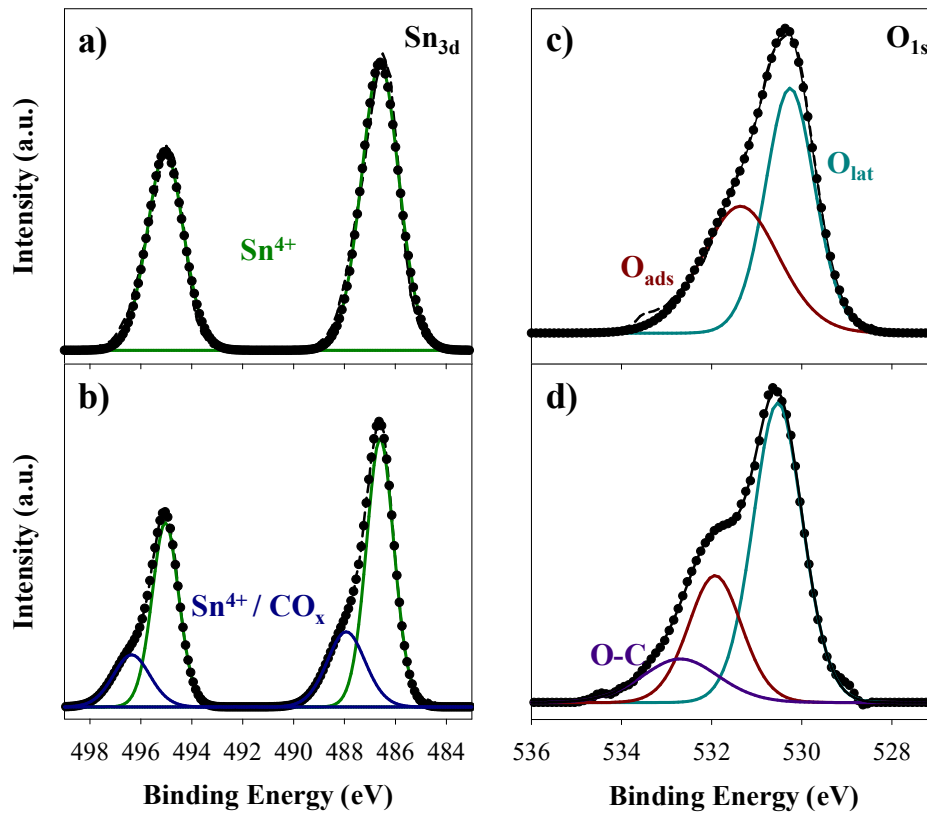 a)
Sn3d
Intensity (a.u.)
Sn4+
c)
O1s
Olat
Oads
b)
Intensity (a.u.)
Sn4+ / COx
d)
O-C
498 496 494 492 490 488 486 484
Binding Energy (eV)
536 534 532 530 528
Binding Energy (eV)